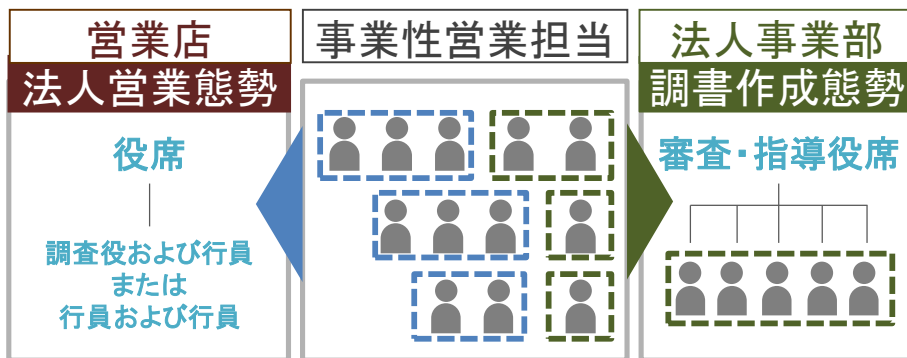 営業店
法人営業態勢
役席
調査役および行員
または
行員および行員
事業性営業担当
法人事業部
調書作成態勢
審査・指導役席